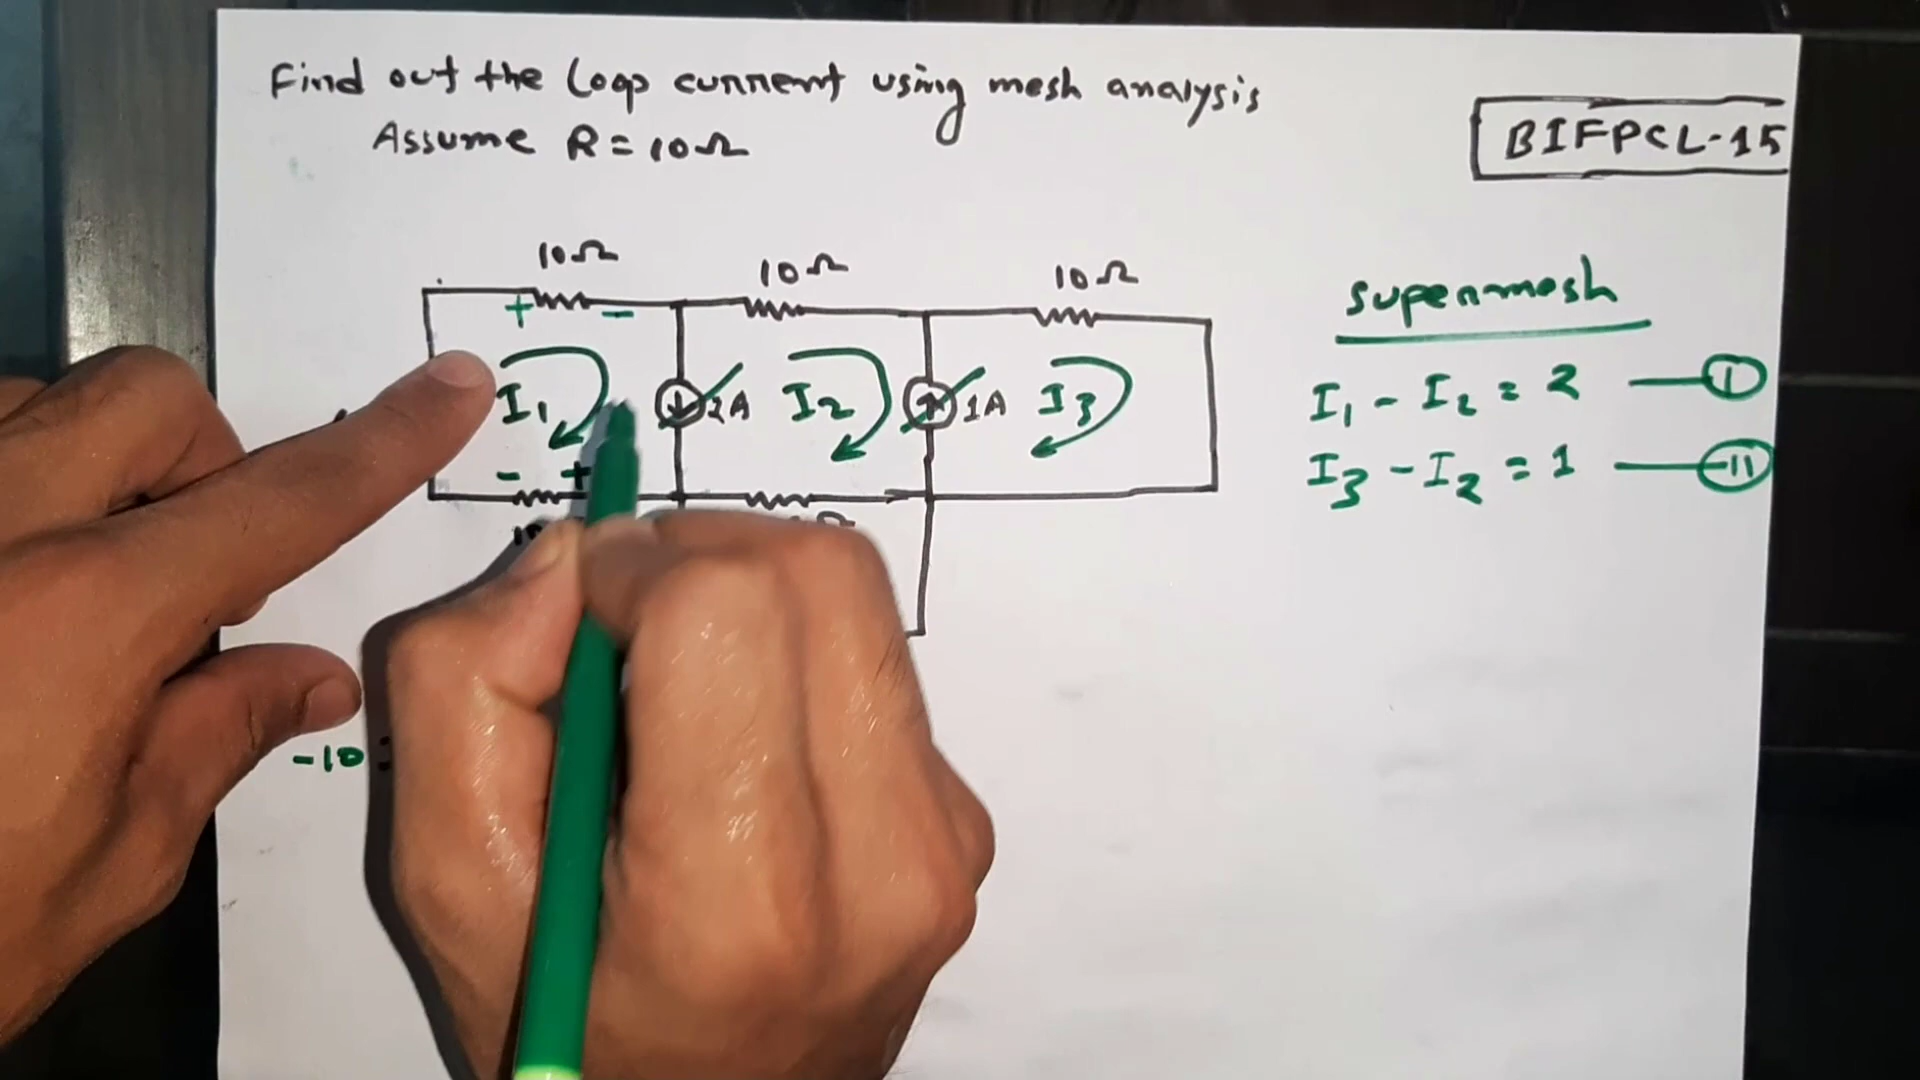 Find out the loop current using mesh analysis
Assume R = 10Ω
BIFPCL-15
10Ω
10Ω
10Ω
supermesh
+ -
I1
2A
I2
1A
I3
I1 - I2 = 2 — I
- +
I3 - I2 = 1 — II
-10